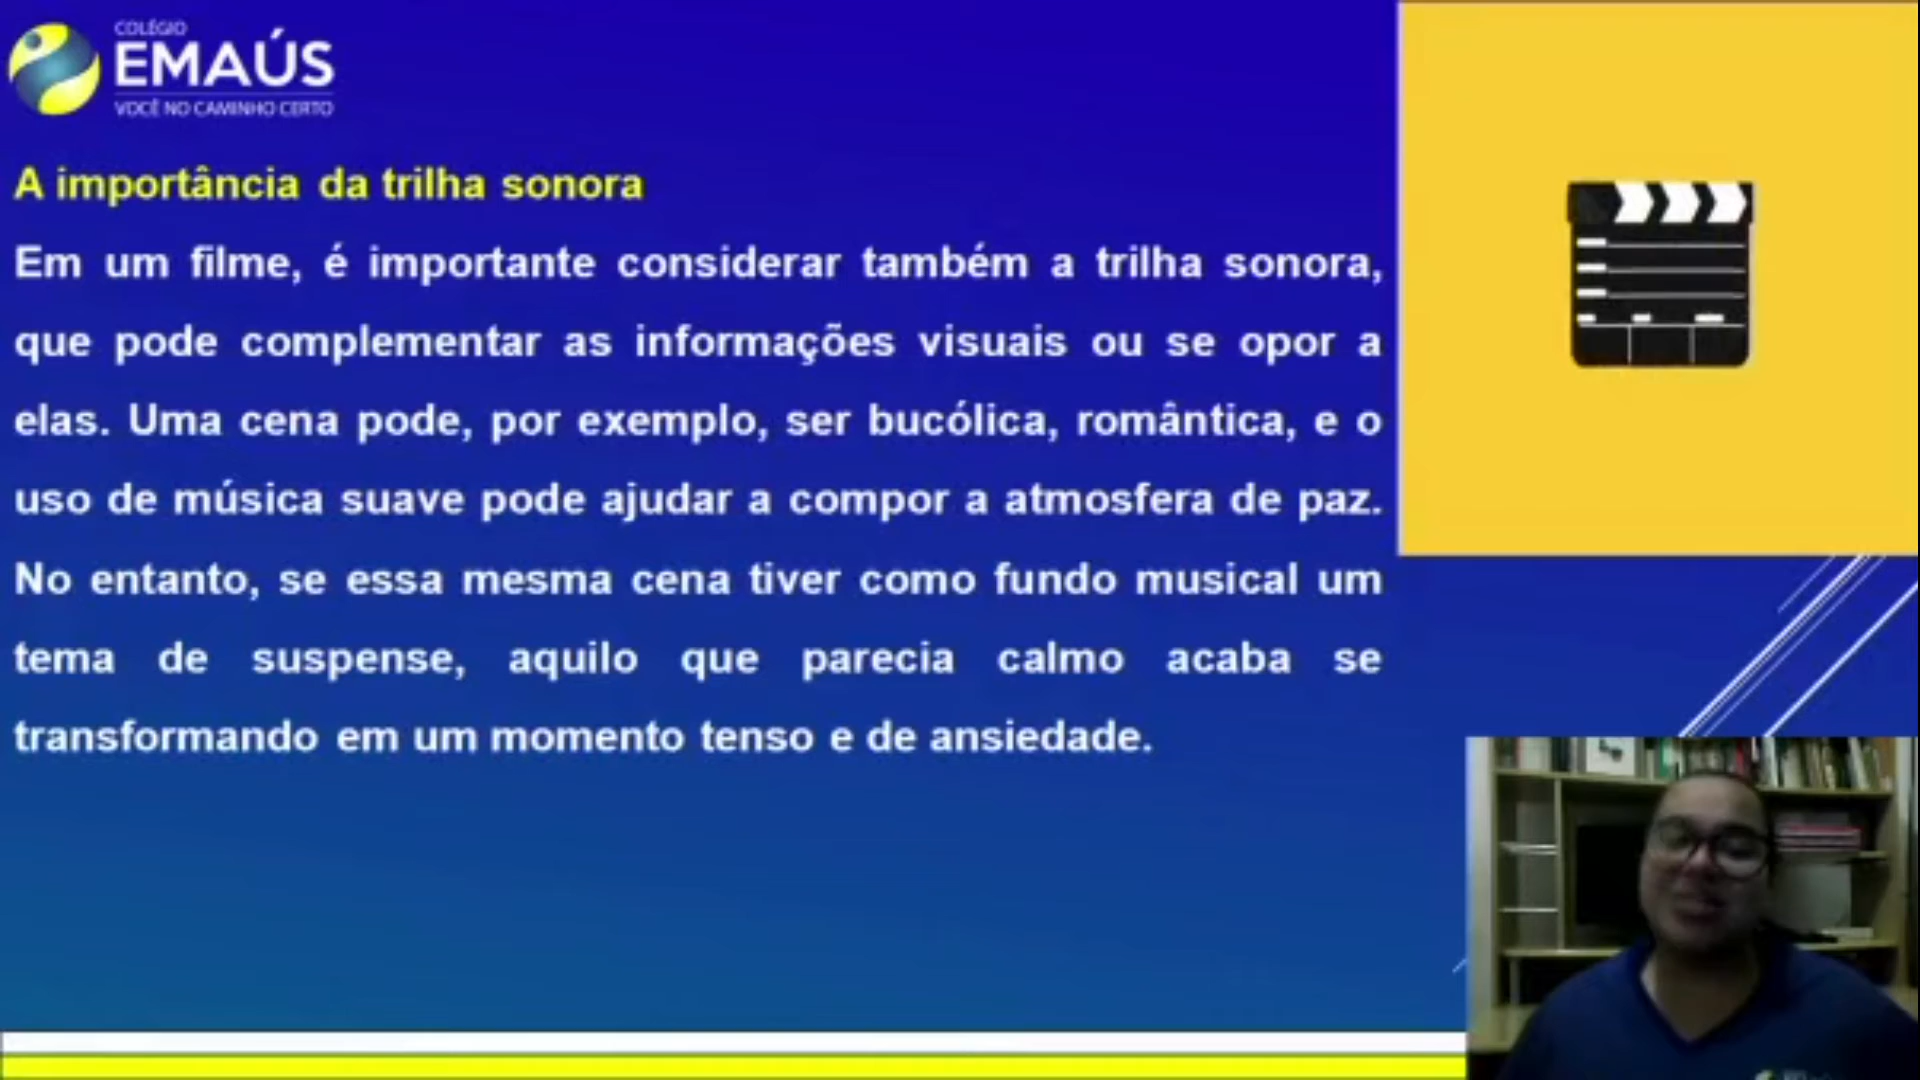 COLÉGIO
EMAÚS
VOCÊ NO CAMINHO CERTO
A importância da trilha sonora
Em um filme, é importante considerar também a trilha sonora,
que pode complementar as informações visuais ou se opor a
elas. Uma cena pode, por exemplo, ser bucólica, romântica, e o
uso de música suave pode ajudar a compor a atmosfera de paz.
No entanto, se essa mesma cena tiver como fundo musical um
tema de suspense, aquilo que parecia calmo acaba se
transformando em um momento tenso e de ansiedade.